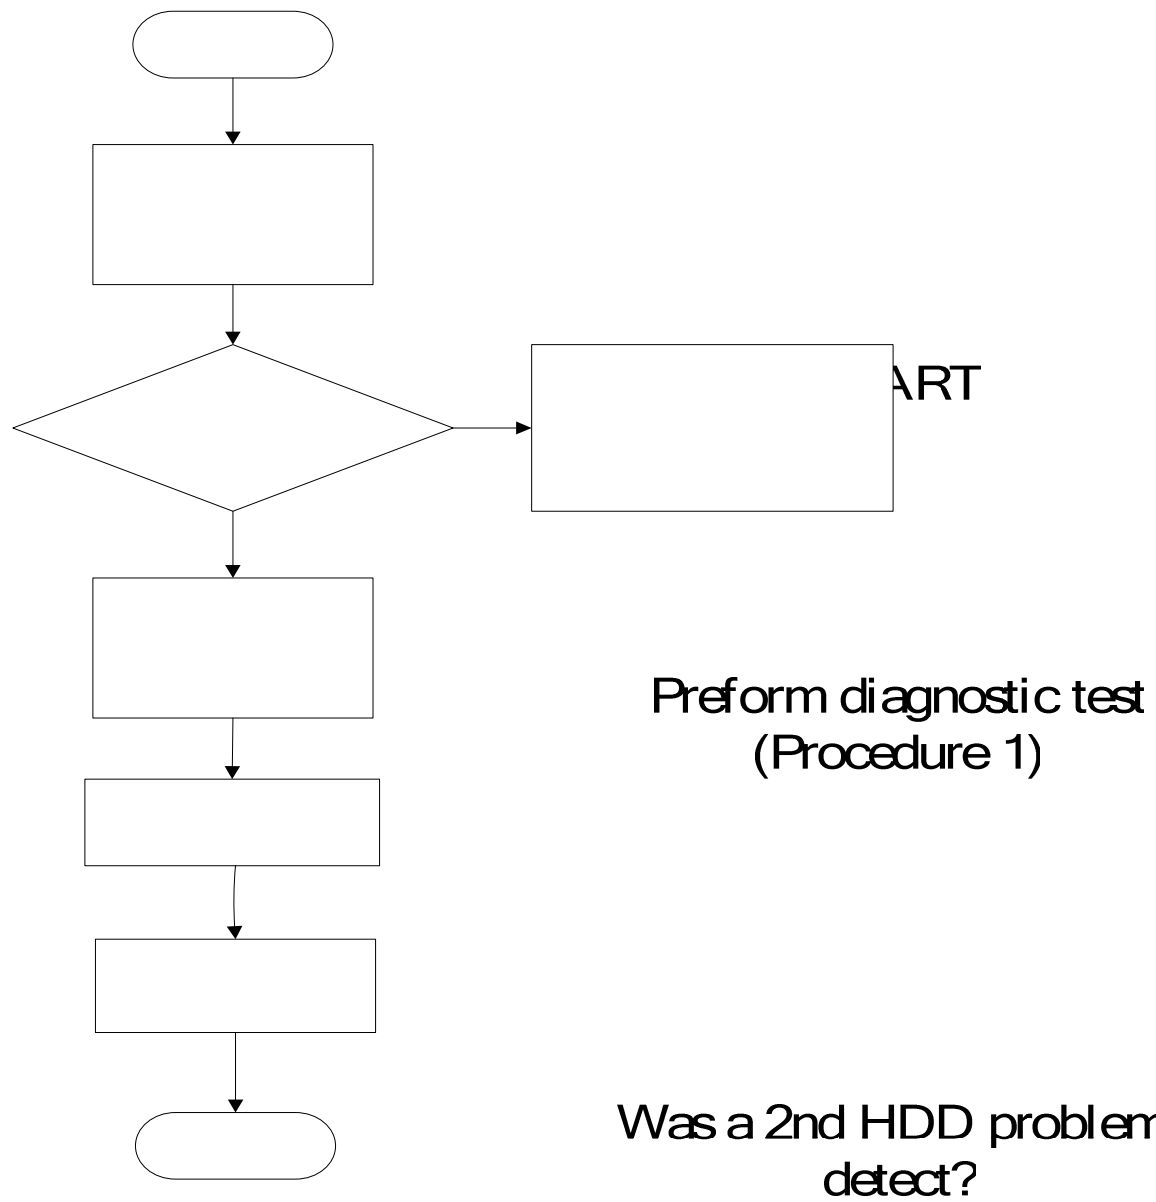 ART
Preform diagnostic test
(Procedure 1)
Was a 2nd HDD problem
detect?